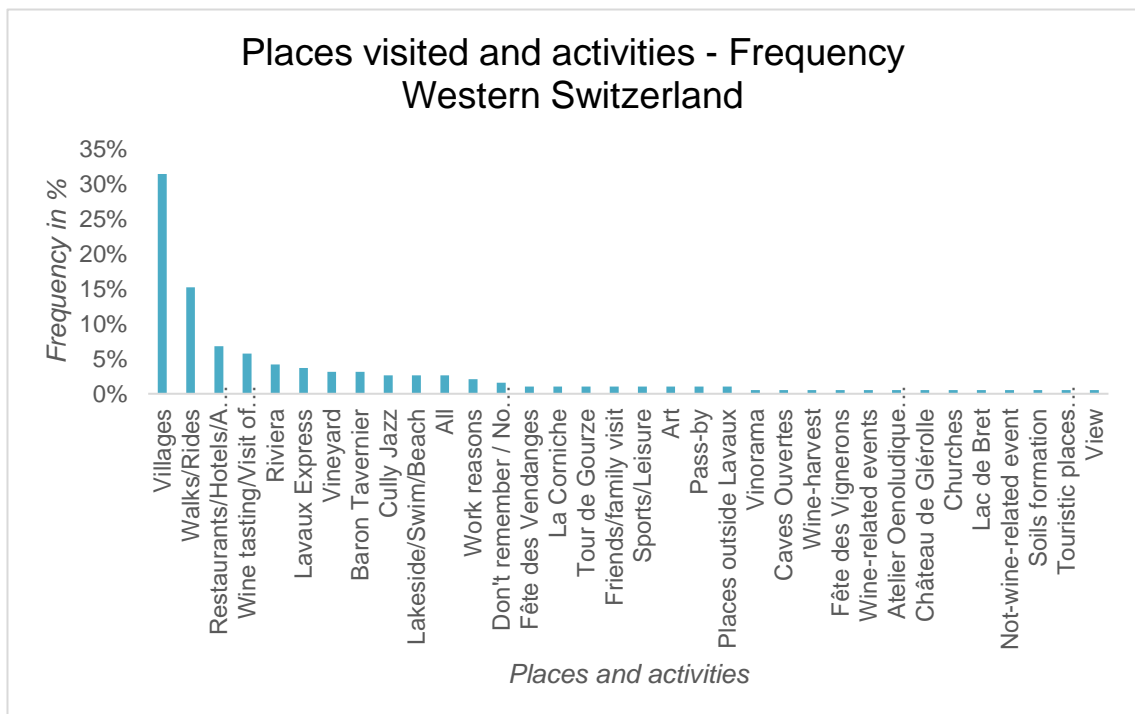 Places visited and activities - Frequency
Western Switzerland
Frequency in %
35%
30%
25%
20%
15%
10%
5%
0%
Villages
Walks/Rides
Restaurants/Hotels/A…
Wine tasting/Visit of…
Riviera
Lavaux Express
Vineyard
Baron Tavernier
Cully Jazz
Lakeside/Swim/Beach
All
Work reasons
Don't remember / No…
Fête des Vendanges
La Corniche
Tour de Gourze
Friends/family visit
Sports/Leisure
Art
Pass-by
Places outside Lavaux
Vinorama
Caves Ouvertes
Wine-harvest
Fête des Vignerons
Wine-related events
Atelier Oenoludique…
Château de Glérolle
Churches
Lac de Bret
Not-wine-related event
Soils formation
Touristic places…
View
Places and activities